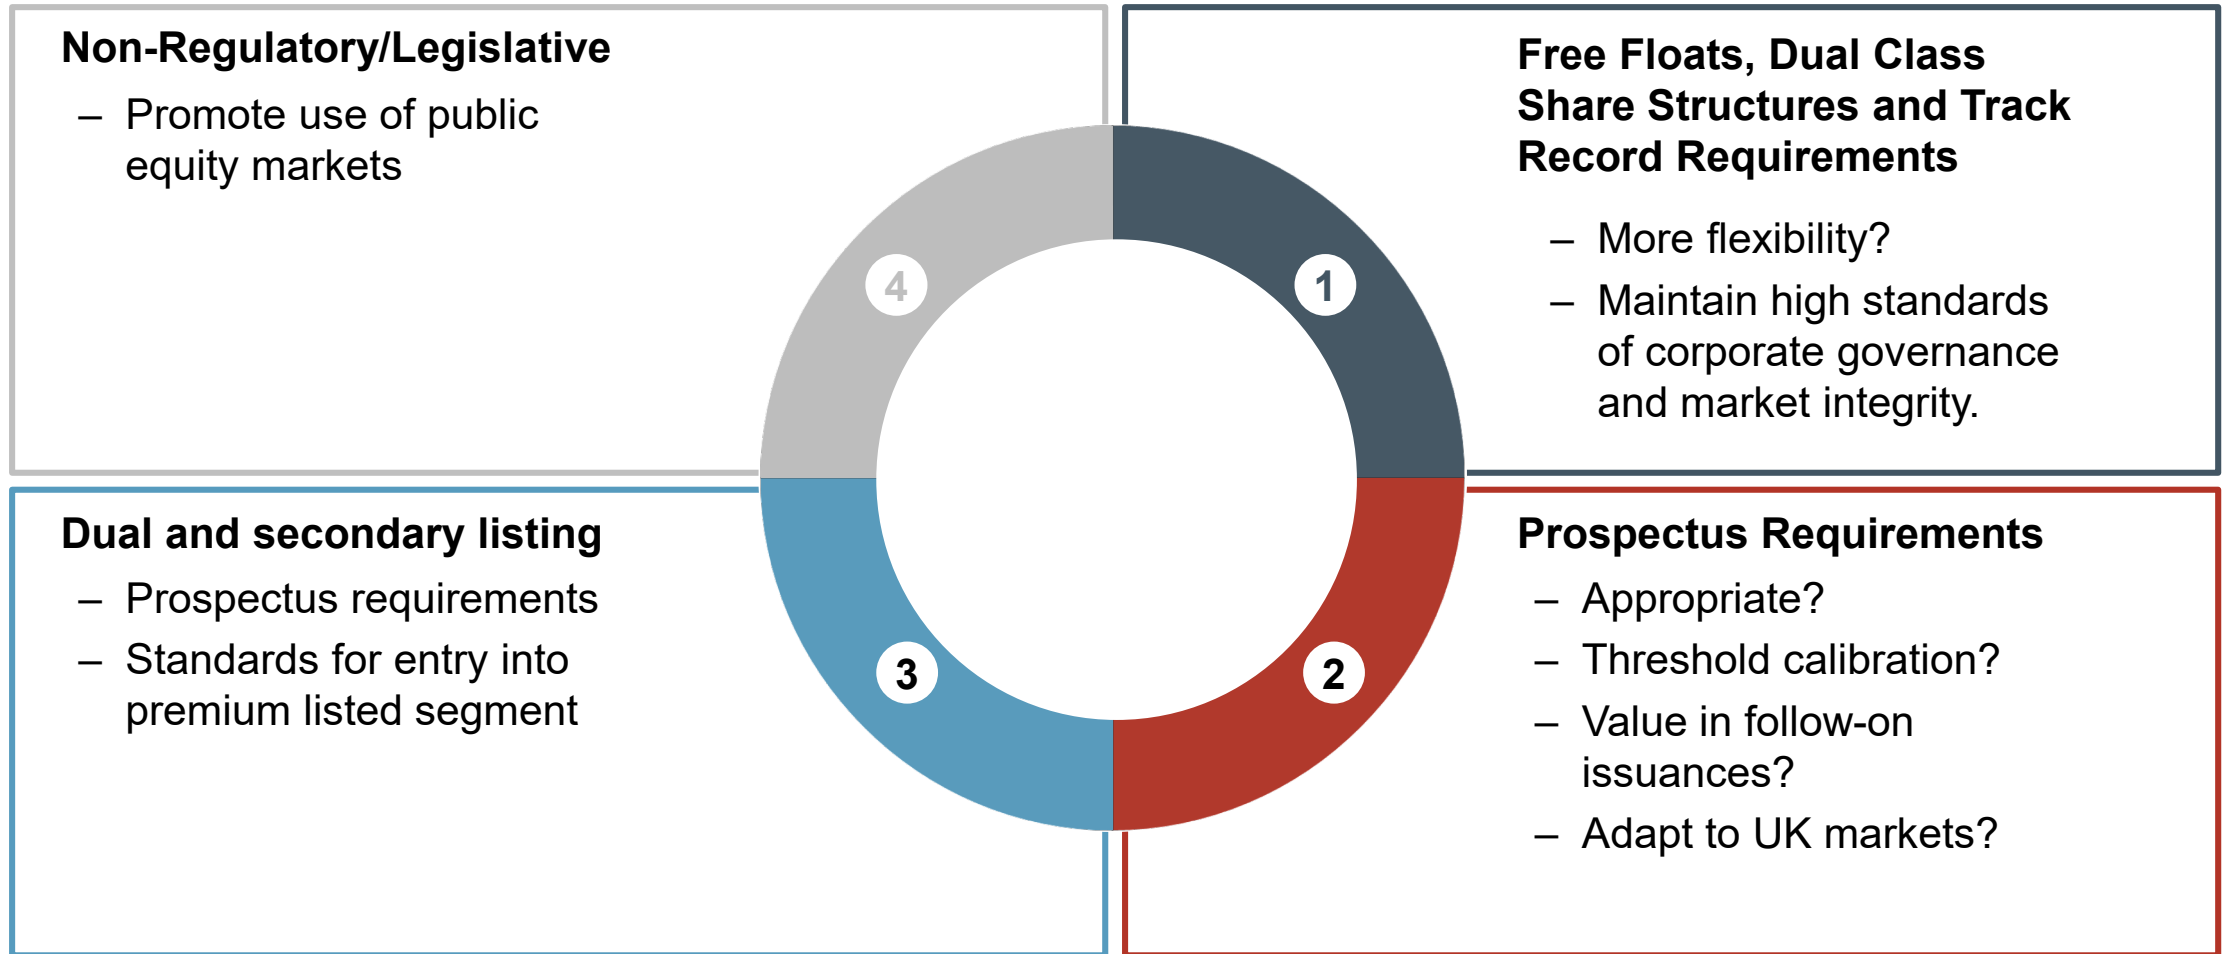 Non-Regulatory/Legislative
– Promote use of public
equity markets
4
Free Floats, Dual Class
Share Structures and Track
Record Requirements
– More flexibility?
– Maintain high standards
of corporate governance
and market integrity.
1
Dual and secondary listing
– Prospectus requirements
– Standards for entry into
premium listed segment
3
Prospectus Requirements
– Appropriate?
– Threshold calibration?
– Value in follow-on
issuances?
– Adapt to UK markets?
2